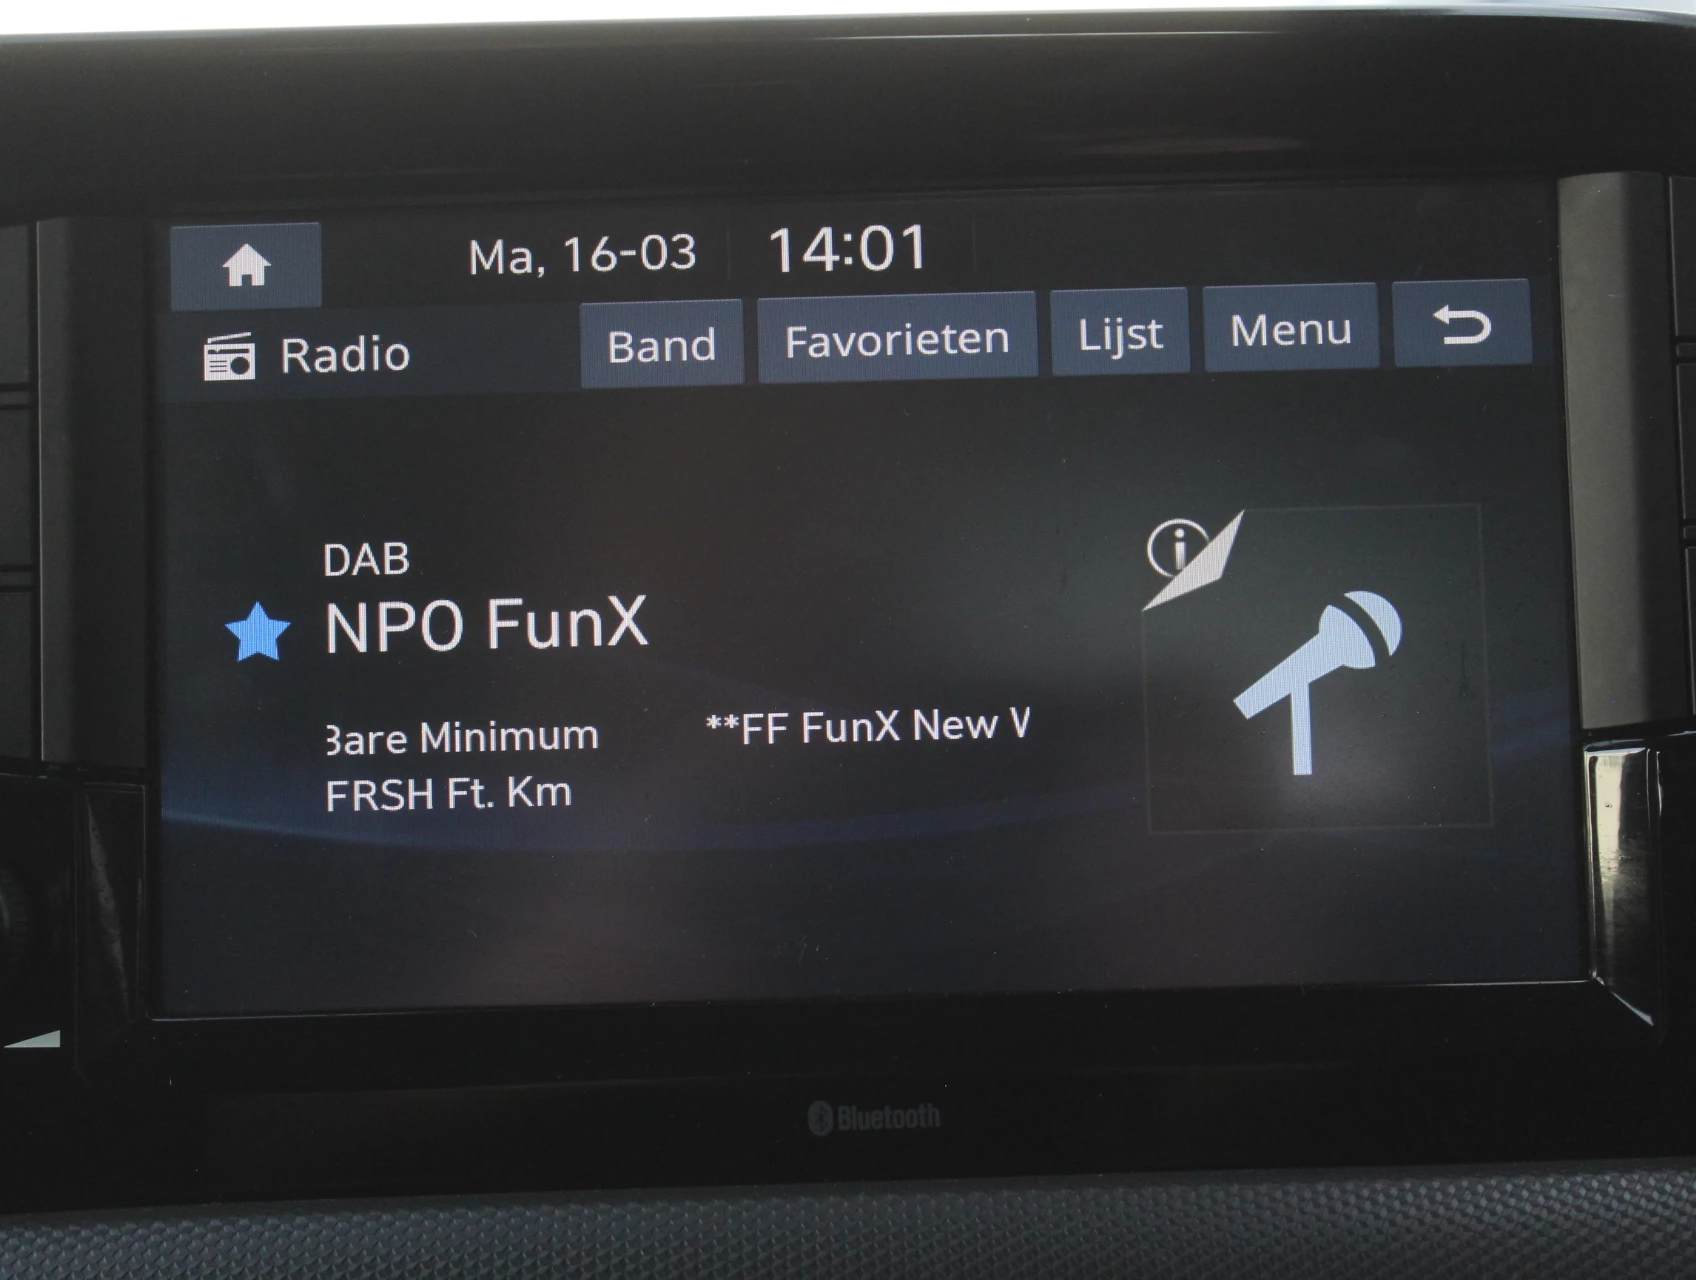 Ma, 16-03 14:01
Radio Band Favorieten Lijst Menu
DAB
NPO FunX
Bare Minimum **FF FunX New V
FRSH Ft. Km
Bluetooth